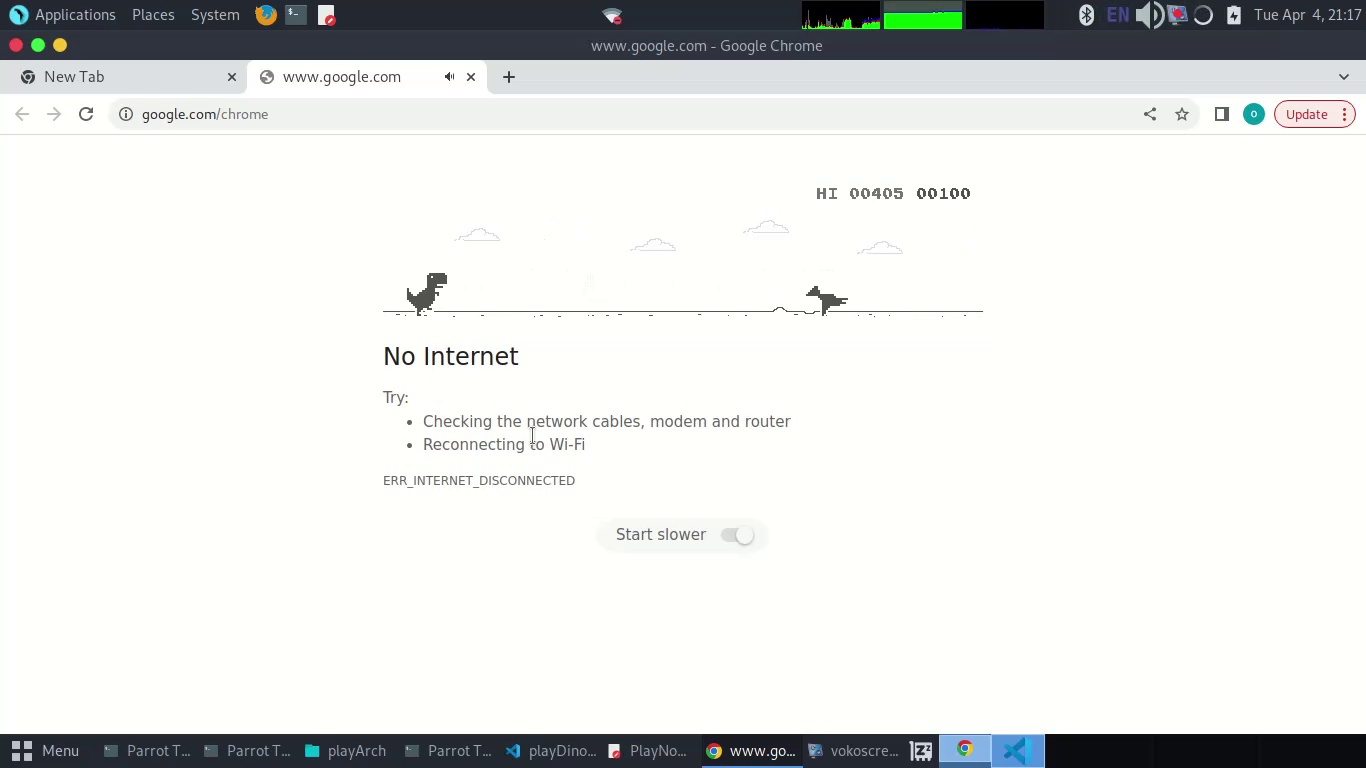 Applications Places System
EN Tue Apr 4, 21:17
www.google.com - Google Chrome
New Tab
www.google.com
google.com/chrome
O
Update
HI 00405 00100
No Internet
Try:
Checking the network cables, modem and router
Reconnecting to Wi-Fi
ERR_INTERNET_DISCONNECTED
Start slower
Menu Parrot T... Parrot T... playArch Parrot T... playDino... PlayNo... www.go... vokoscre...